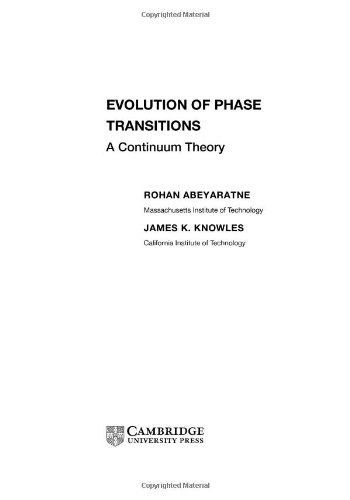 Copyrighted Material
EVOLUTION OF PHASE
TRANSITIONS
A Continuum Theory
ROHAN ABEYARATNE
Massachusetts Institute of Technology
JAMES K. KNOWLES
California Institute of Technology
CAMBRIDGE
UNIVERSITY PRESS
Copyrighted Material